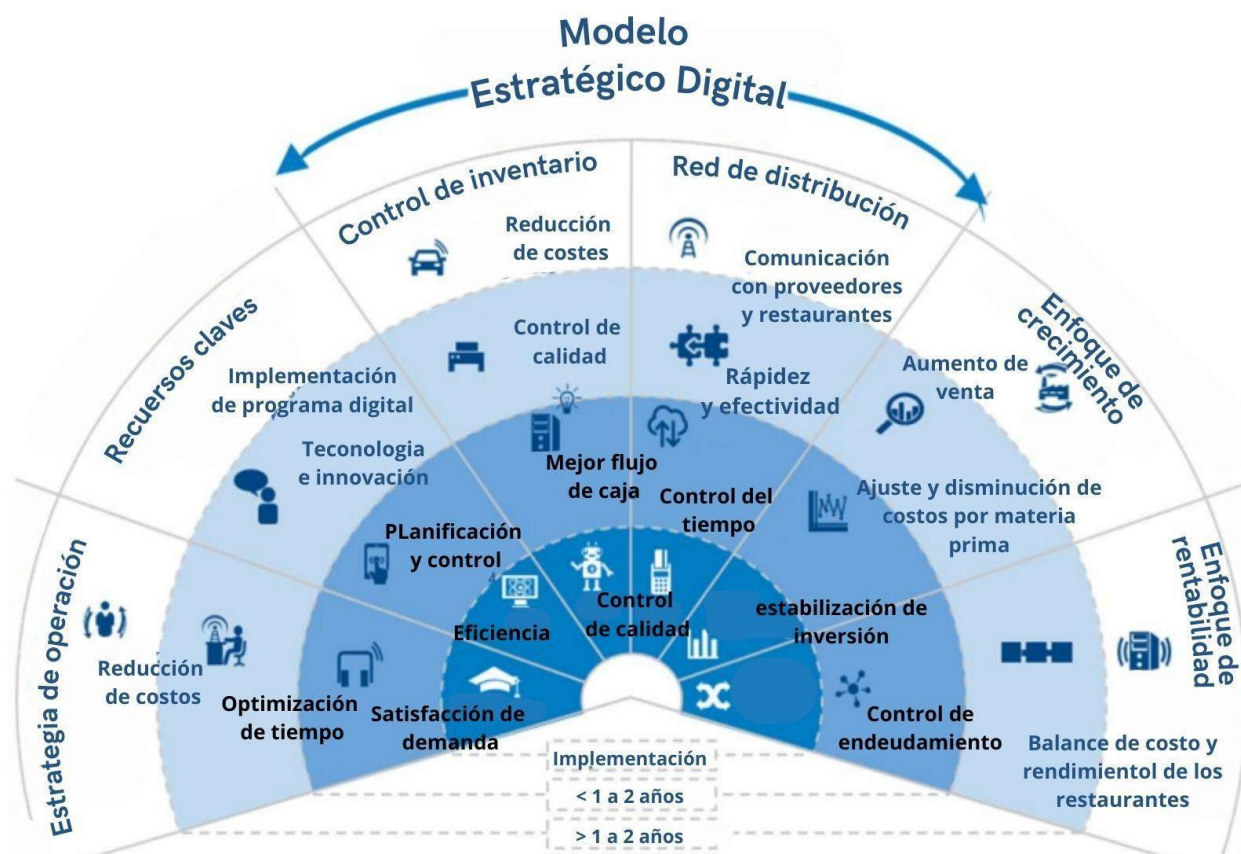 Modelo
Estratégico Digital
Control de inventario
Red de distribución
Recuersos claves
Enfoque de
crecimiento
Estrategia de operación
Enfoque de
rentabilidad
Reducción
de costes
Comunicación
con proveedores
y restaurantes
Control de
calidad
Rápidez
y efectividad
Aumento de
venta
Implementación
de programa digital
Teconologia
e innovación
Mejor flujo
de caja
Control del
tiempo
Ajuste y disminución de
costos por materia
prima
PLanificación
y control
Eficiencia
Control
de calidad
estabilización de
inversión
Reducción
de costos
Optimización
de tiempo
Satisfacción de
demanda
Control de
endeudamiento
Balance de costo y
rendimientol de los
restaurantes
Implementación
< 1 a 2 años
> 1 a 2 años